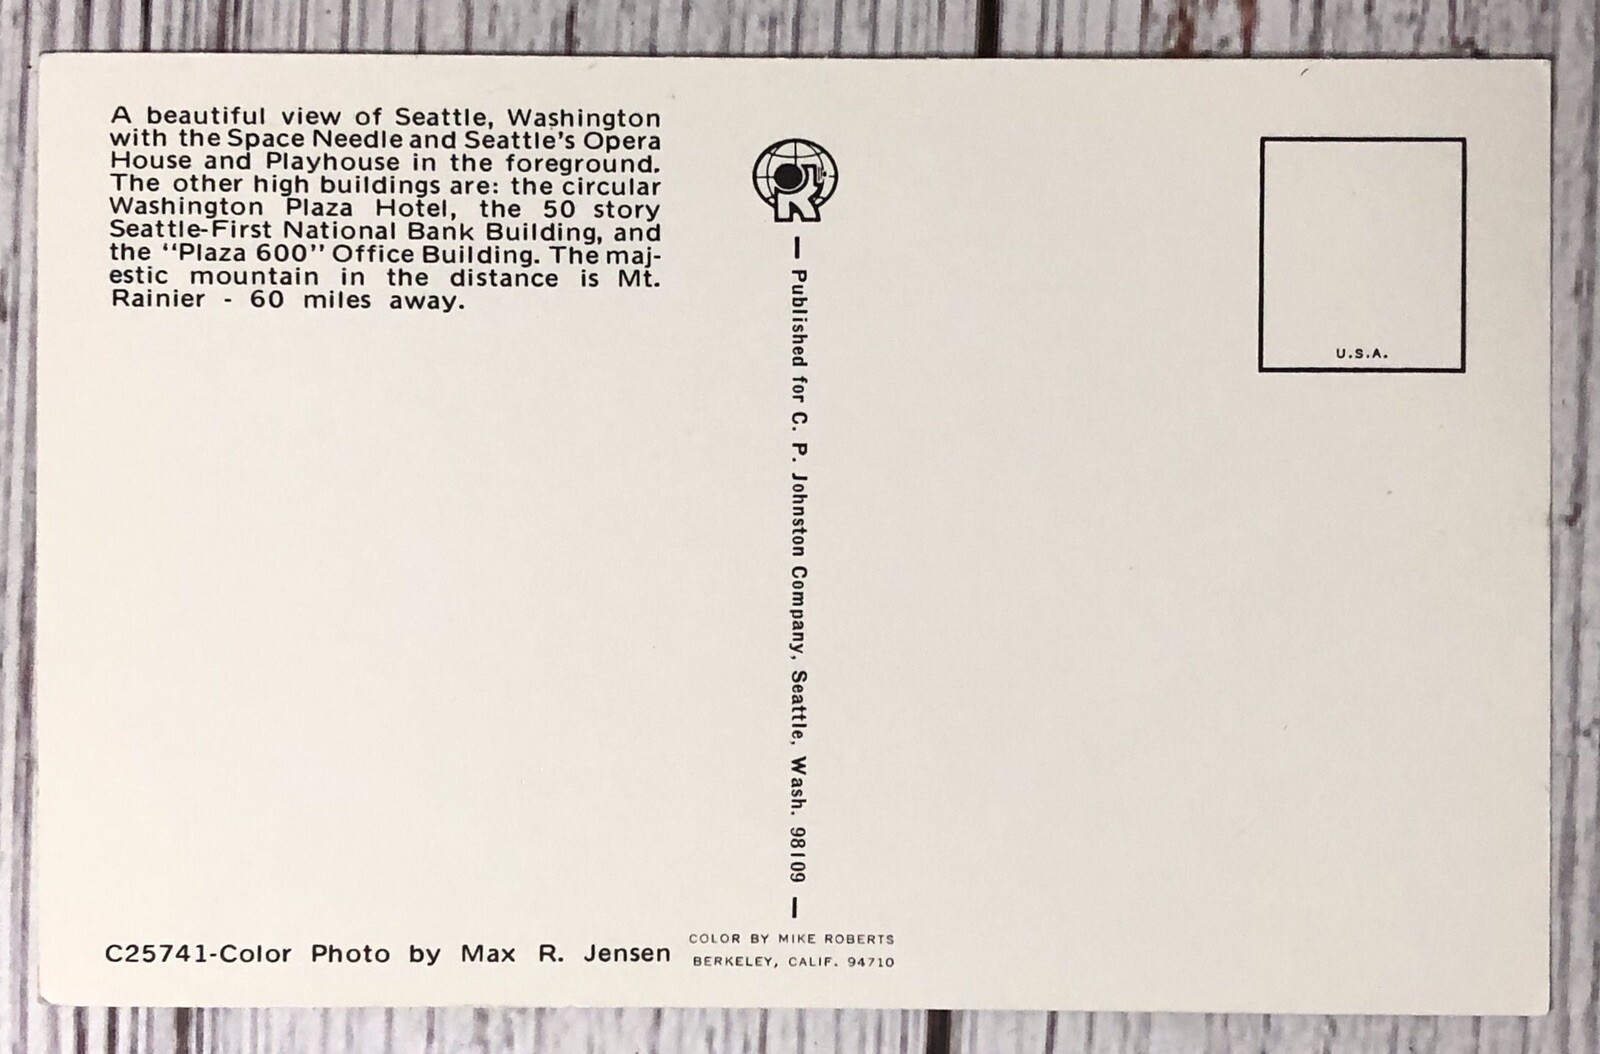 A beautiful view of Seattle, Washington
with the Space Needle and Seattle's Opera
House and Playhouse in the foreground.
The other high buildings are: the circular
Washington Plaza Hotel, the 50 story
Seattle-First National Bank Building, and
the "Plaza 600" Office Building. The maj-
estic mountain in the distance is Mt.
Rainier - 60 miles away.
R
— Published for C. P. Johnston Company, Seattle, Wash. 98109 —
U.S.A.
C25741-Color Photo by Max R. Jensen
COLOR BY MIKE ROBERTS
BERKELEY, CALIF. 94710